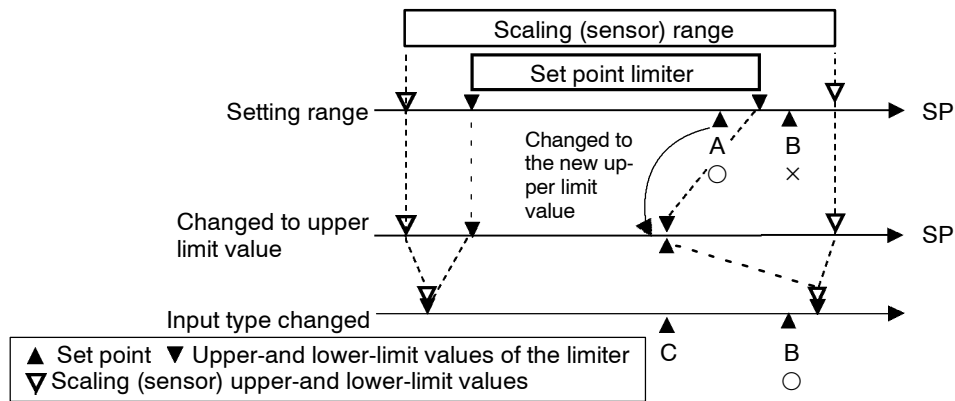 Scaling (sensor) range
Set point limiter
Setting range
SP
Changed to
the new up-
per limit
value
A
B
○
×
Changed to upper
limit value
SP
Input type changed
C
B
○
▲ Set point ▼ Upper-and lower-limit values of the limiter
▽ Scaling (sensor) upper-and lower-limit values